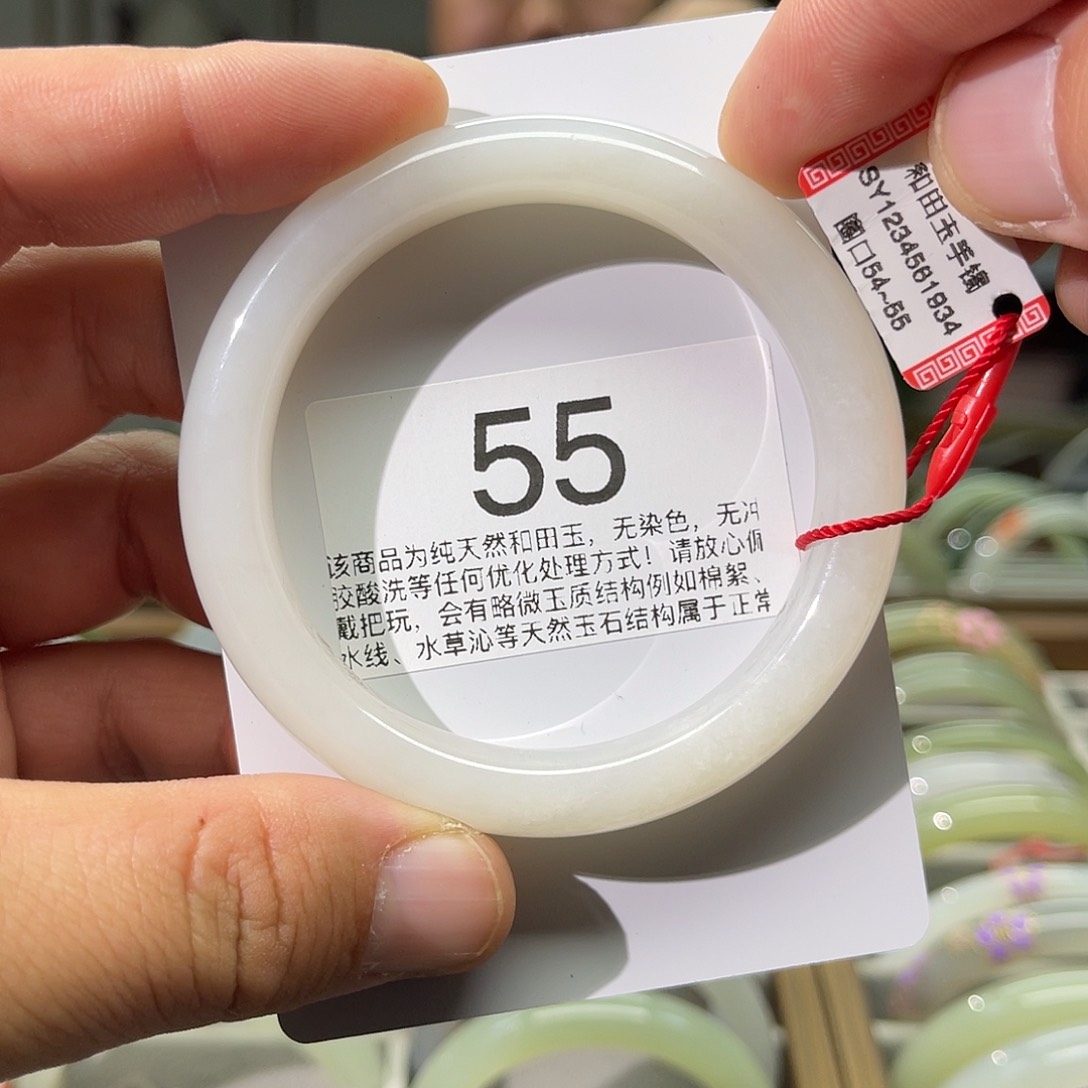 55
该商品为纯天然和田玉，无染色，无冲
胶酸洗等任何优化处理方式！请放心佩
戴把玩，会有略微玉质结构例如棉絮、
水线、水草沁等天然玉石结构属于正常
和田玉手镯
SY1234561934
圈口54~55